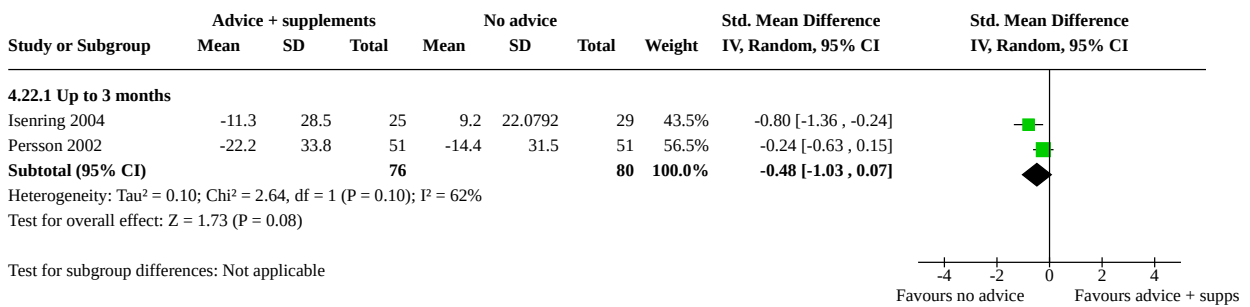 Advice + supplements No advice Std. Mean Difference Std. Mean Difference
Study or Subgroup Mean SD Total Mean SD Total Weight IV, Random, 95% CI IV, Random, 95% CI
4.22.1 Up to 3 months
Isenring 2004 -11.3 28.5 25 9.2 22.0792 29 43.5% -0.80 [-1.36 , -0.24]
Persson 2002 -22.2 33.8 51 -14.4 31.5 51 56.5% -0.24 [-0.63 , 0.15]
Subtotal (95% CI) 76 80 100.0% -0.48 [-1.03 , 0.07]
Heterogeneity: Tau² = 0.10; Chi² = 2.64, df = 1 (P = 0.10); I² = 62%
Test for overall effect: Z = 1.73 (P = 0.08)
Test for subgroup differences: Not applicable
-4 -2 0 2 4
Favours no advice Favours advice + supps